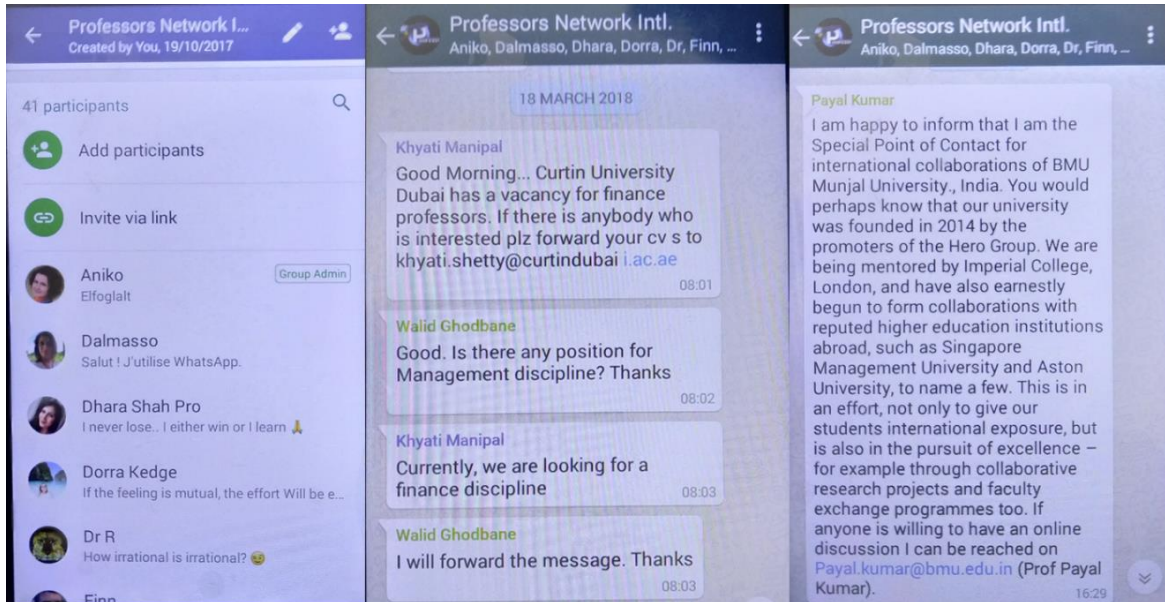 Professors Network I...
Created by You, 19/10/2017
41 participants
Add participants
Invite via link
Aniko
Group Admin
Elfoglalt
Dalmasso
Salut ! J'utilise WhatsApp.
Dhara Shah Pro
I never lose.. I either win or I learn 🙏
Dorra Kedge
If the feeling is mutual, the effort Will be e...
Dr R
How irrational is irrational? 😉
Finn
Professors Network Intl.
Aniko, Dalmasso, Dhara, Dorra, Dr, Finn, ...
18 MARCH 2018
Khyati Manipal
Good Morning... Curtin University
Dubai has a vacancy for finance
professors. If there is anybody who
is interested plz forward your cv s to
khyati.shetty@curtindubai i.ac.ae
08:01
Walid Ghodbane
Good. Is there any position for
Management discipline? Thanks
08:02
Khyati Manipal
Currently, we are looking for a
finance discipline
08:03
Walid Ghodbane
I will forward the message. Thanks
08:03
Professors Network Intl.
Aniko, Dalmasso, Dhara, Dorra, Dr, Finn, ...
Payal Kumar
I am happy to inform that I am the
Special Point of Contact for
international collaborations of BMU
Munjal University., India. You would
perhaps know that our university
was founded in 2014 by the
promoters of the Hero Group. We are
being mentored by Imperial College,
London, and have also earnestly
begun to form collaborations with
reputed higher education institutions
abroad, such as Singapore
Management University and Aston
University, to name a few. This is in
an effort, not only to give our
students international exposure, but
is also in the pursuit of excellence –
for example through collaborative
research projects and faculty
exchange programmes too. If
anyone is willing to have an online
discussion I can be reached on
Payal.kumar@bmu.edu.in (Prof Payal
Kumar).
16:29